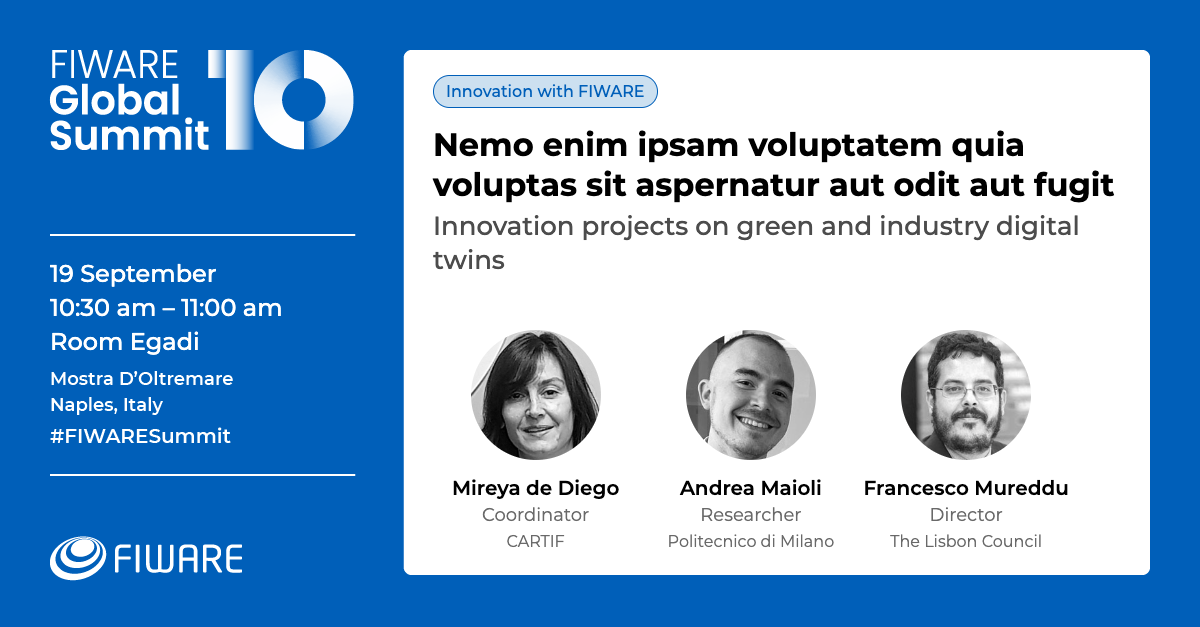 FIWARE
Global
Summit
10
19 September
10:30 am – 11:00 am
Room Egadi
Mostra D’Oltremare
Naples, Italy
#FIWARESummit
FIWARE
Innovation with FIWARE
Nemo enim ipsam voluptatem quia
voluptas sit aspernatur aut odit aut fugit
Innovation projects on green and industry digital
twins
Mireya de Diego
Coordinator
CARTIF
Andrea Maioli
Researcher
Politecnico di Milano
Francesco Mureddu
Director
The Lisbon Council